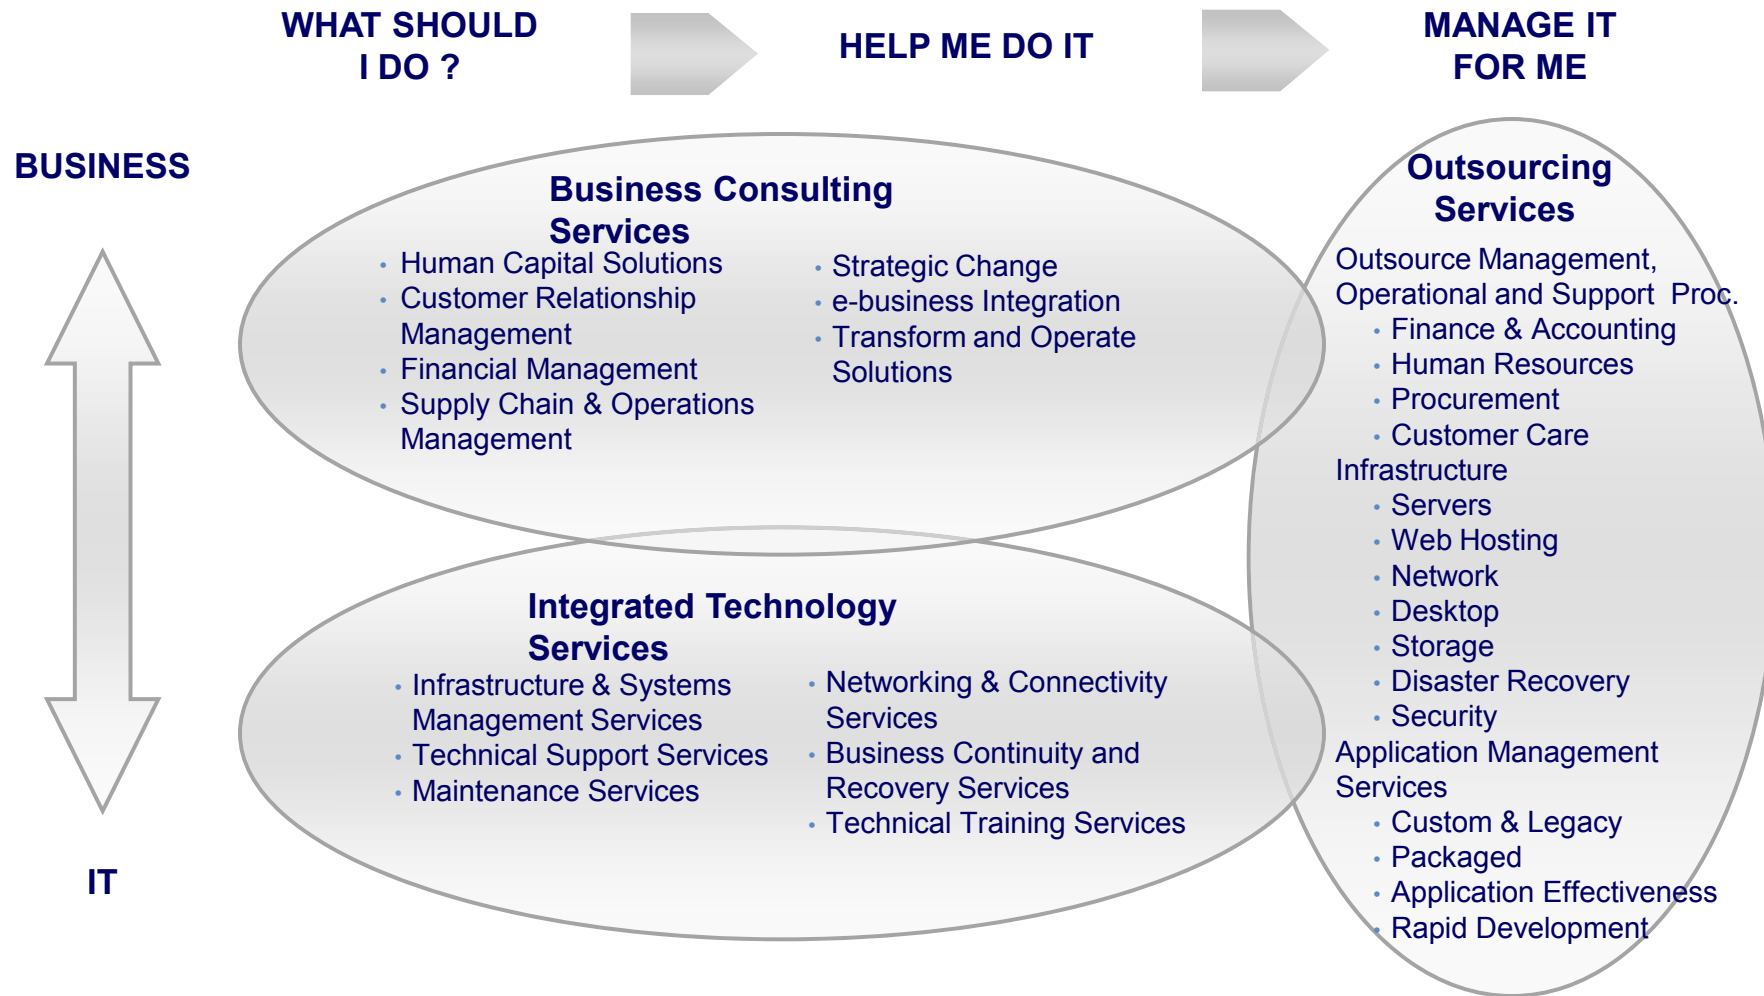 WHAT SHOULD
I DO ?
HELP ME DO IT
MANAGE IT
FOR ME
BUSINESS
IT
Business Consulting
Services
• Human Capital Solutions
• Customer Relationship
Management
• Financial Management
• Supply Chain & Operations
Management
• Strategic Change
• e-business Integration
• Transform and Operate
Solutions
Integrated Technology
Services
• Infrastructure & Systems
Management Services
• Technical Support Services
• Maintenance Services
• Networking & Connectivity
Services
• Business Continuity and
Recovery Services
• Technical Training Services
Outsourcing
Services
Outsource Management,
Operational and Support Proc.
• Finance & Accounting
• Human Resources
• Procurement
• Customer Care
Infrastructure
• Servers
• Web Hosting
• Network
• Desktop
• Storage
• Disaster Recovery
• Security
Application Management
Services
• Custom & Legacy
• Packaged
• Application Effectiveness
• Rapid Development